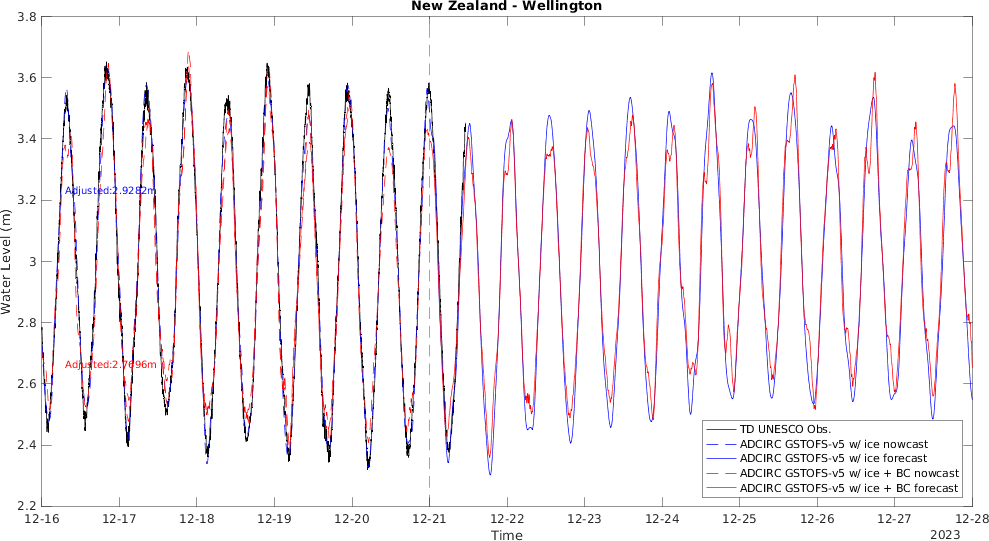 New Zealand - Wellington
Water Level (m)
3.8
3.6
3.4
3.2
3
2.8
2.6
2.4
2.2
Adjusted:2.9282m
Adjusted:2.7696m
TD UNESCO Obs.
ADCIRC GSTOFS-v5 w/ ice nowcast
ADCIRC GSTOFS-v5 w/ ice forecast
ADCIRC GSTOFS-v5 w/ ice + BC nowcast
ADCIRC GSTOFS-v5 w/ ice + BC forecast
12-16 12-17 12-18 12-19 12-20 12-21 12-22 12-23 12-24 12-25 12-26 12-27 12-28
Time
2023